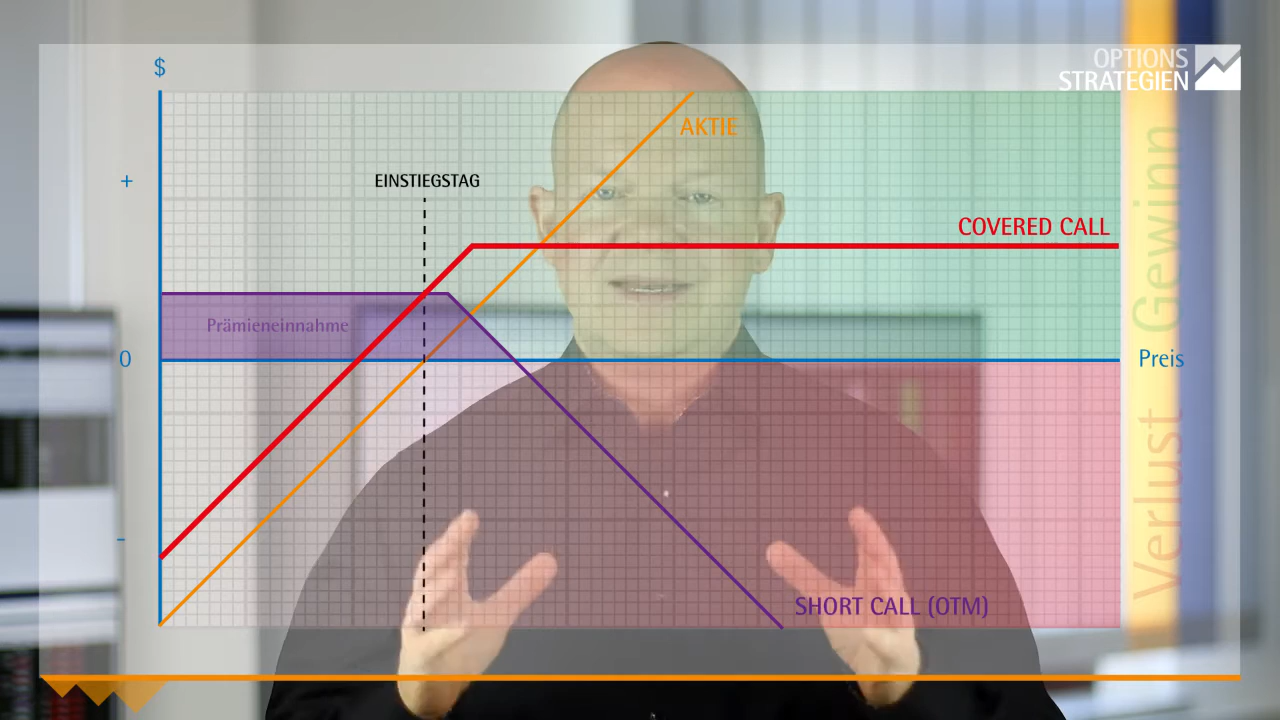 OPTIONS
STRATEGIEN
$
AKTIE
+
EINSTIEGSTAG
COVERED CALL
Gewinn
Prämieneinnahme
0
Preis
Verlust
-
SHORT CALL (OTM)